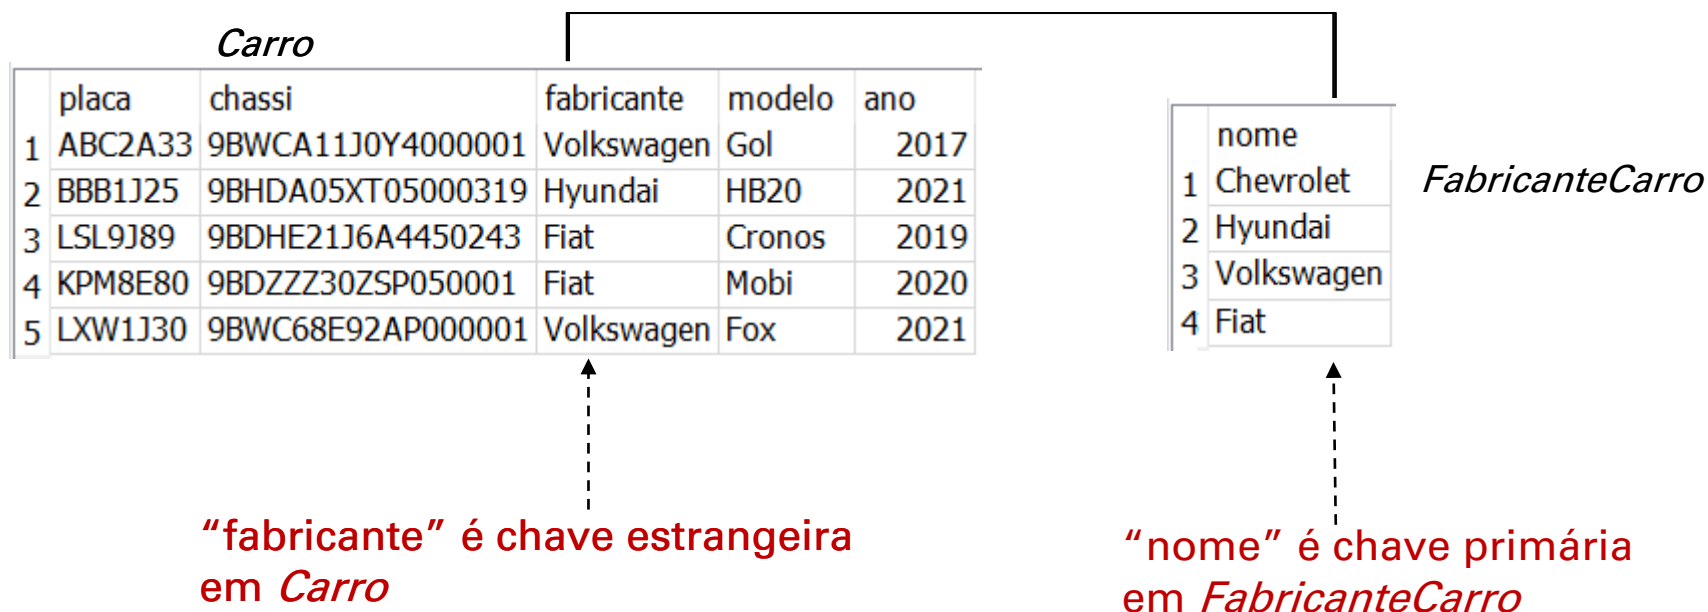 Carro
placa chassi fabricante modelo ano
1 ABC2A33 9BWCA11J0Y4000001 Volkswagen Gol 2017
2 BBB1J25 9BHDA05XT05000319 Hyundai HB20 2021
3 LSL9J89 9BDHE21J6A4450243 Fiat Cronos 2019
4 KPM8E80 9BDZZZ30ZSP050001 Fiat Mobi 2020
5 LXW1J30 9BWC68E92AP000001 Volkswagen Fox 2021
nome
1 Chevrolet
2 Hyundai
3 Volkswagen
4 Fiat
FabricanteCarro
“fabricante” é chave estrangeira
em Carro
“nome” é chave primária
em FabricanteCarro